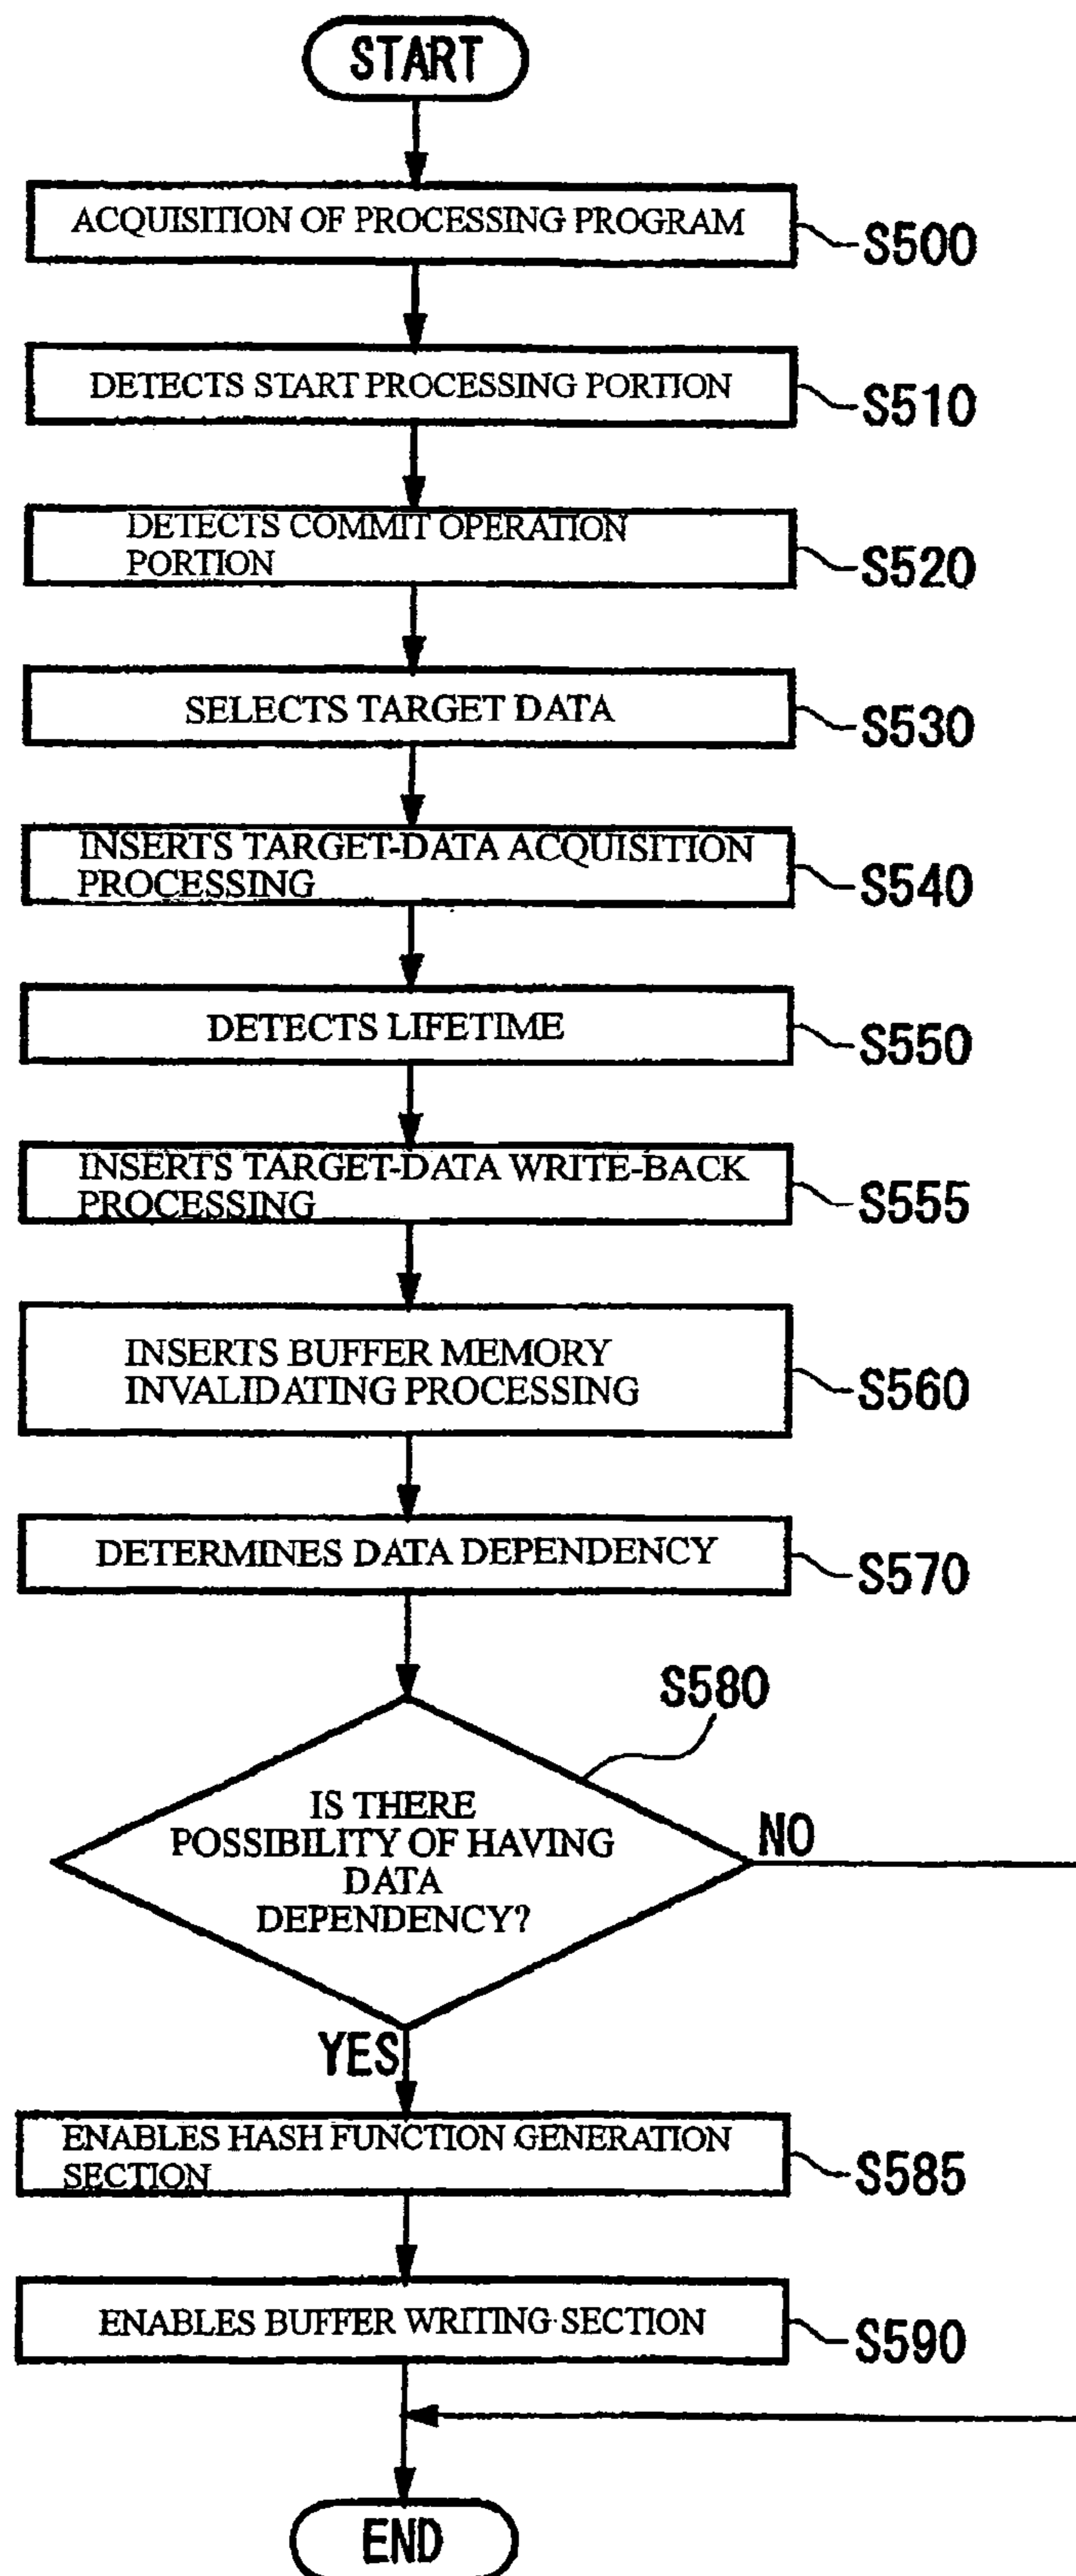 START
ACQUISITION OF PROCESSING PROGRAM
S500
DETECTS START PROCESSING PORTION
S510
DETECTS COMMIT OPERATION
PORTION
S520
SELECTS TARGET DATA
S530
INSERTS TARGET-DATA ACQUISITION
PROCESSING
S540
DETECTS LIFETIME
S550
INSERTS TARGET-DATA WRITE-BACK
PROCESSING
S555
INSERTS BUFFER MEMORY
INVALIDATING PROCESSING
S560
DETERMINES DATA DEPENDENCY
S570
S580
IS THERE
POSSIBILITY OF HAVING
DATA
DEPENDENCY?
NO
YES
ENABLES HASH FUNCTION GENERATION
SECTION
S585
ENABLES BUFFER WRITING SECTION
S590
END